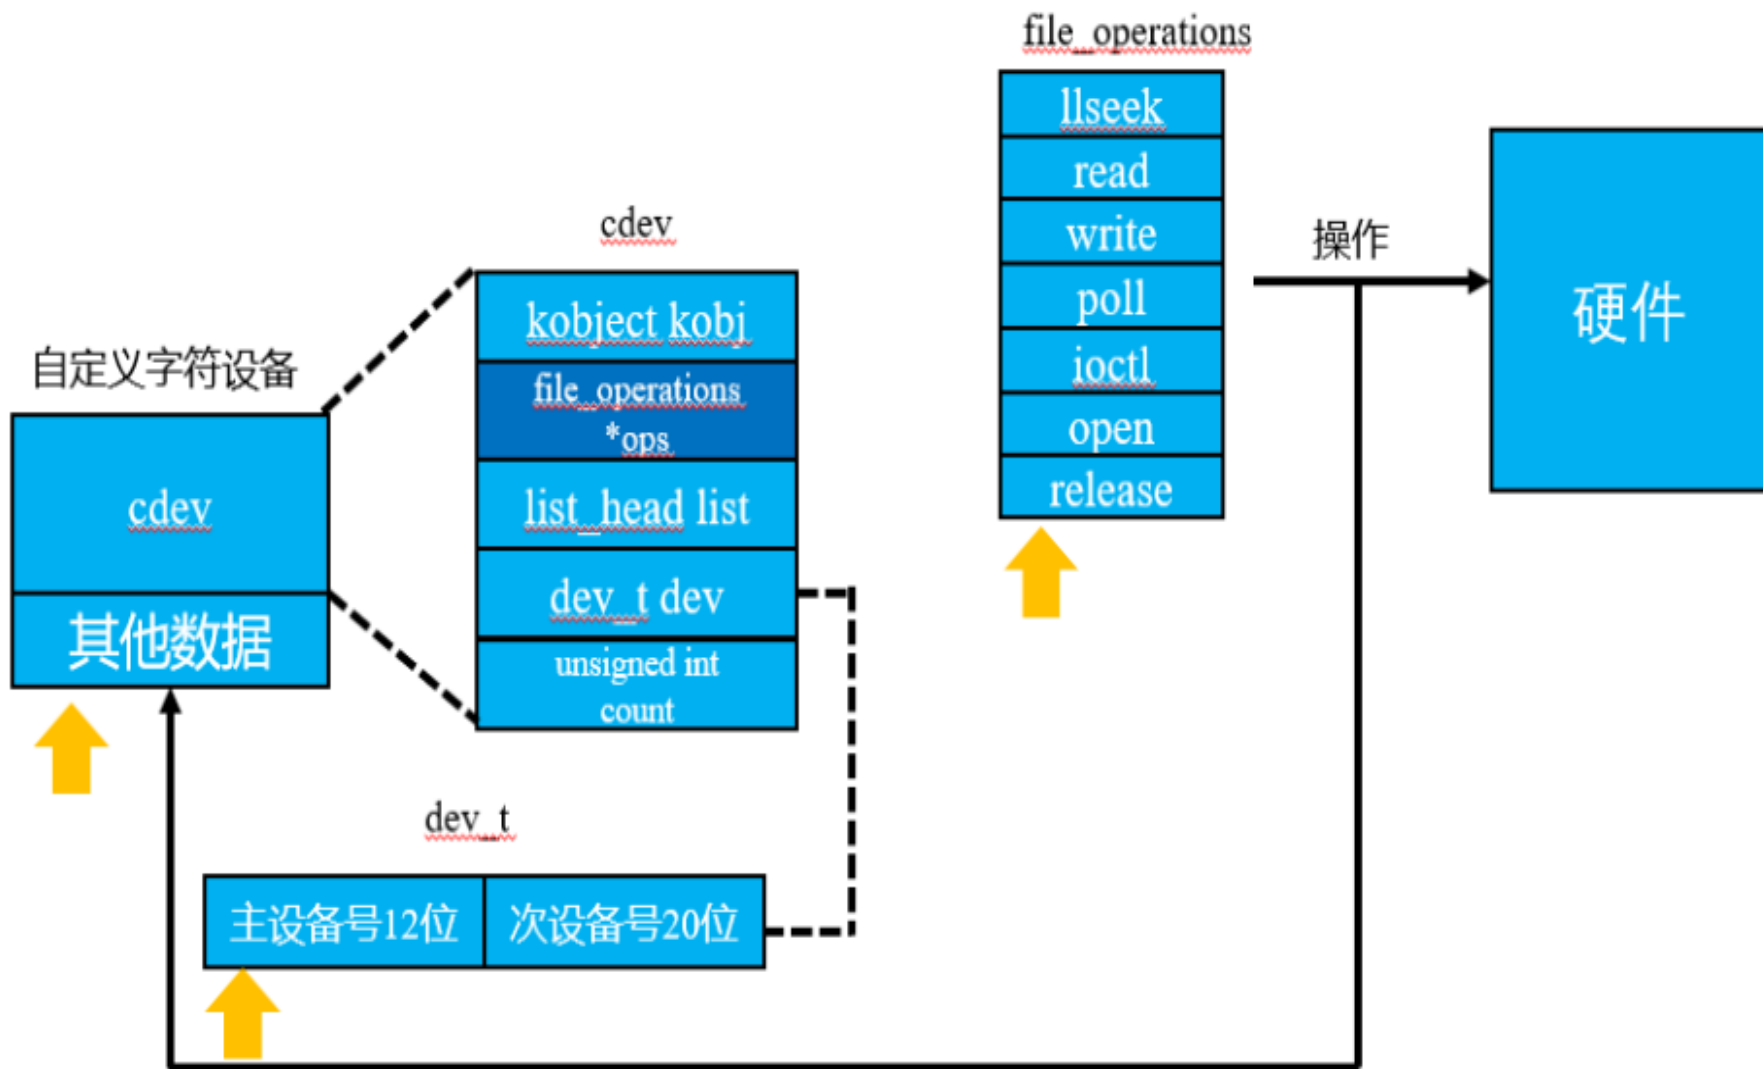 file_operations
llseek
read
write
poll
ioctl
open
release
操作
硬件
cdev
kobject kobj
file_operations
*ops
list_head list
dev_t dev
unsigned int
count
自定义字符设备
cdev
其他数据
dev_t
主设备号12位
次设备号20位